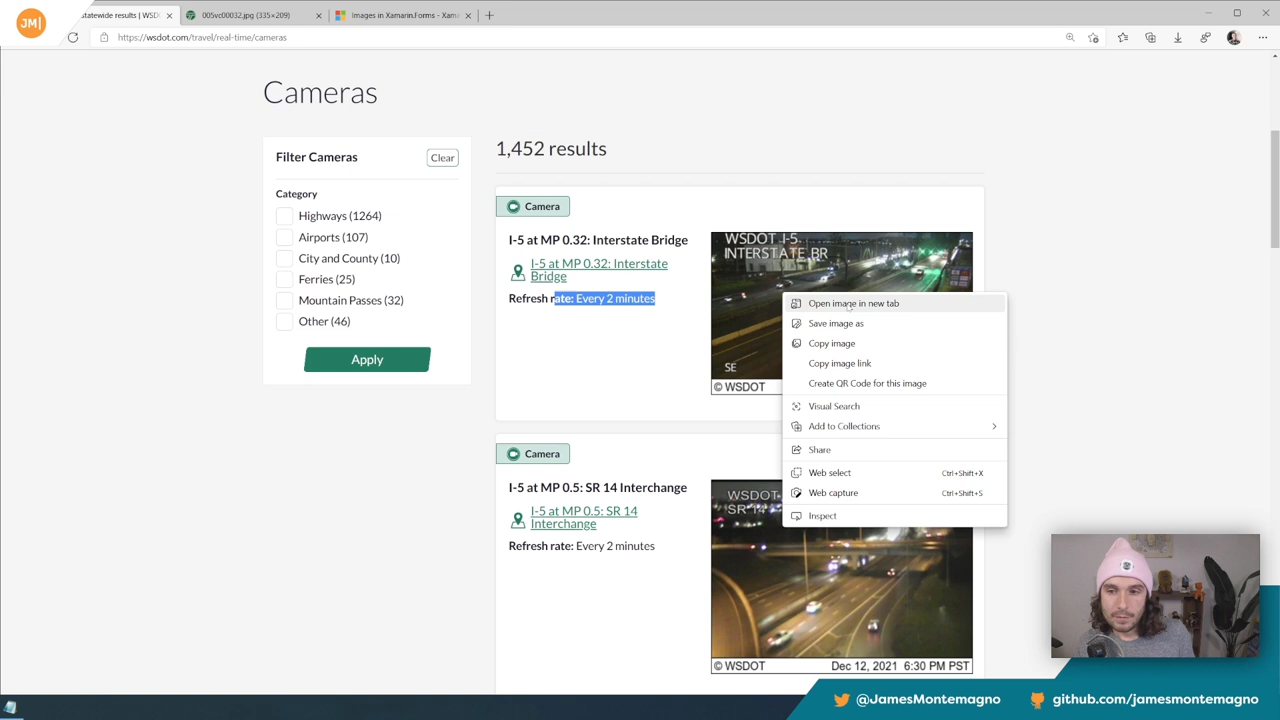 JM|
statewide results | WSD
005vc00032.jpg (335×209)
Images in Xamarin.Forms - Xama
https://wsdot.com/travel/real-time/cameras
Cameras
Filter Cameras
Clear
Category
Highways (1264)
Airports (107)
City and County (10)
Ferries (25)
Mountain Passes (32)
Other (46)
Apply
1,452 results
Camera
I-5 at MP 0.32: Interstate Bridge
I-5 at MP 0.32: Interstate
Bridge
Refresh rate: Every 2 minutes
WSDOT I-5
INTERSTATE BR
SE
© WSDOT
Open image in new tab
Save image as
Copy image
Copy image link
Create QR Code for this image
Visual Search
Add to Collections
Share
Web select Ctrl+Shift+X
Web capture Ctrl+Shift+S
Inspect
Camera
I-5 at MP 0.5: SR 14 Interchange
I-5 at MP 0.5: SR 14
Interchange
Refresh rate: Every 2 minutes
WSDOT
SR 14
© WSDOT Dec 12, 2021 6:30 PM PST
@JamesMontemagno
github.com/jamesmontemagno